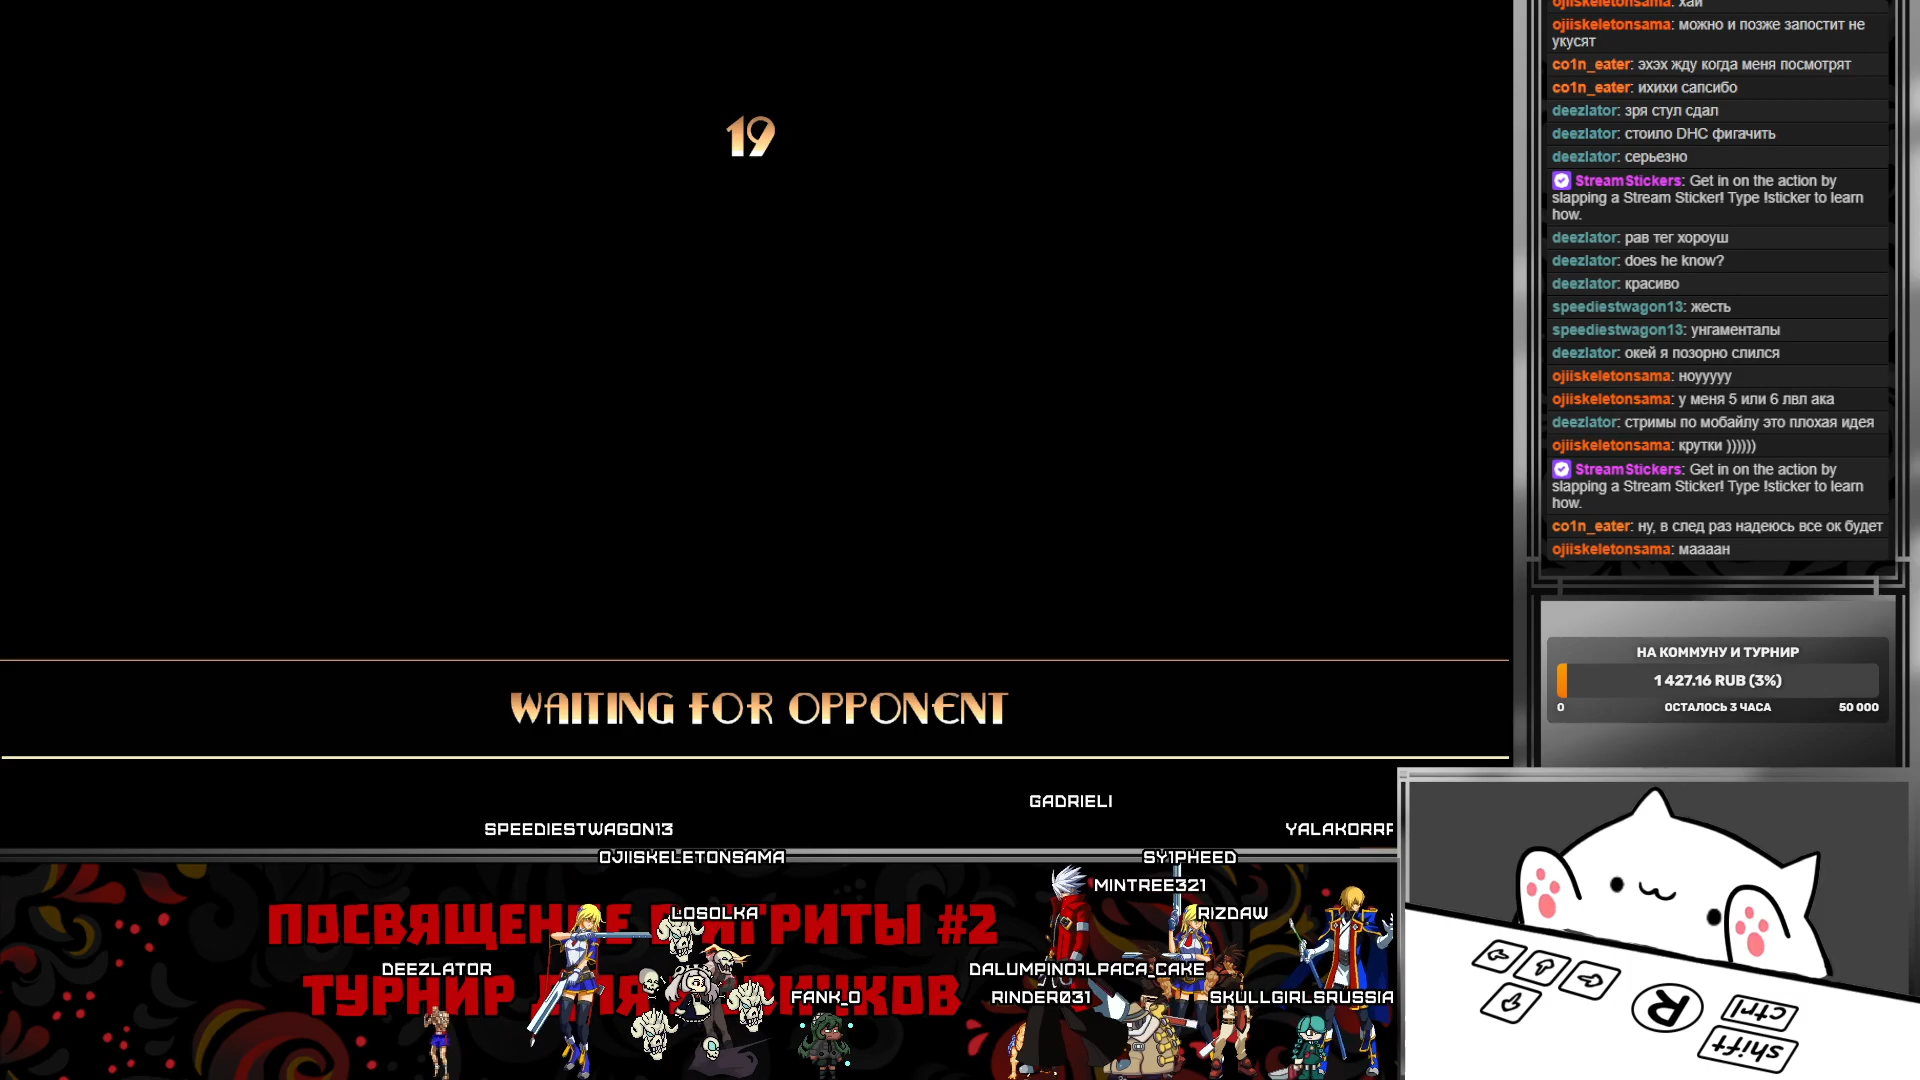 19
WAITING FOR OPPONENT
ojiiskeletonsama: хай
ojiiskeletonsama: можно и позже запостит не
укусят
co1n_eater: эхэх жду когда меня посмотрят
co1n_eater: ихихи сапсибо
deezlator: зря стул сдал
deezlator: стоило DHC фигачить
deezlator: серьезно
StreamStickers: Get in on the action by
slapping a Stream Sticker! Type !sticker to learn
how.
deezlator: рав тег хороуш
deezlator: does he know?
deezlator: красиво
speediestwagon13: жесть
speediestwagon13: унгаменталы
deezlator: окей я позорно слился
ojiiskeletonsama: ноууууу
ojiiskeletonsama: у меня 5 или 6 лвл ака
deezlator: стримы по мобайлу это плохая идея
ojiiskeletonsama: крутки ))))))
StreamStickers: Get in on the action by
slapping a Stream Sticker! Type !sticker to learn
how.
co1n_eater: ну, в след раз надеюсь все ок будет
ojiiskeletonsama: маааан
НА КОММУНУ И ТУРНИР
1 427.16 RUB (3%)
0 ОСТАЛОСЬ 3 ЧАСА 50 000
GADRIELI
SPEEDIESTWAGON13 YALAKORRF
OJIISKELETONSAMA SY1PHEED
MINTREE321
LOSOLKA RIZDAW
#2
DEEZLATOR
FANK_O RINDER031 SKULLGIRLSRUSSIA
R
ctrl
shift